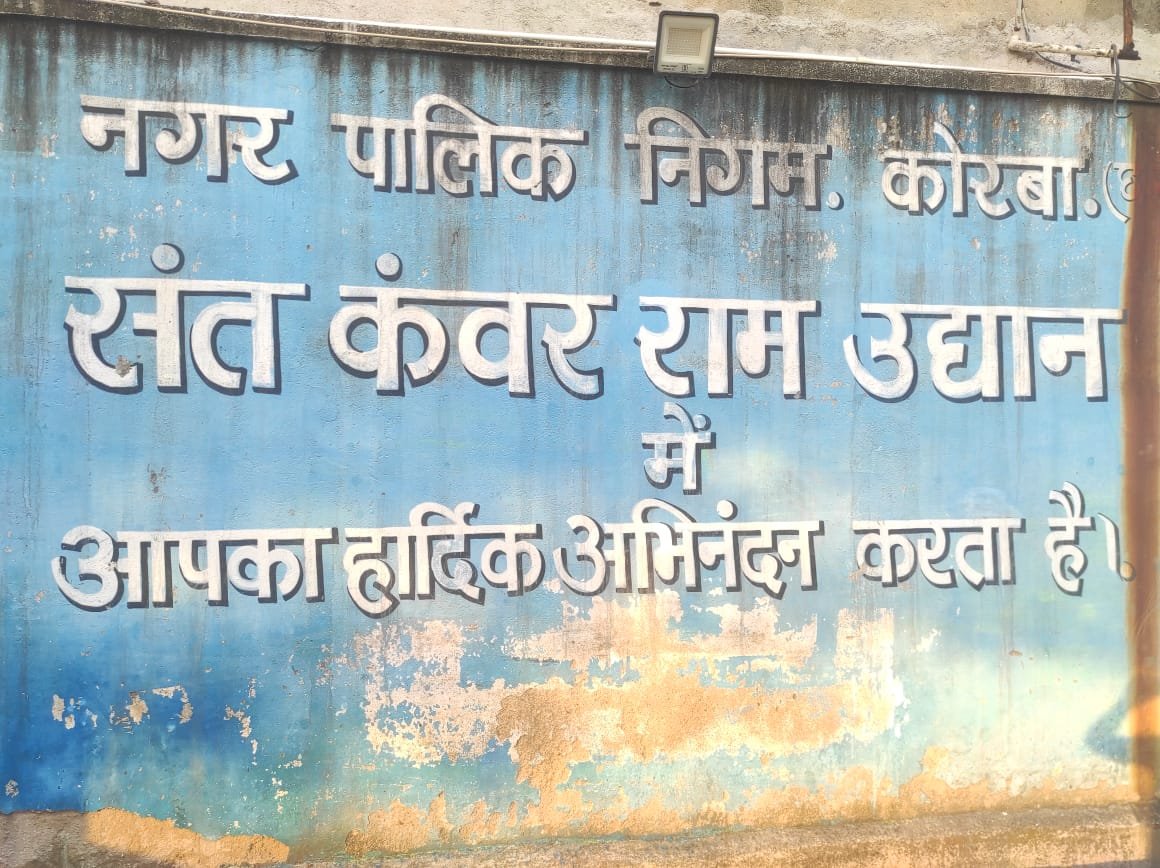 नगर पालिक निगम. कोरबा.
संत कंवर राम उद्यान
में
आपका हार्दिक अभिनंदन करता है।.